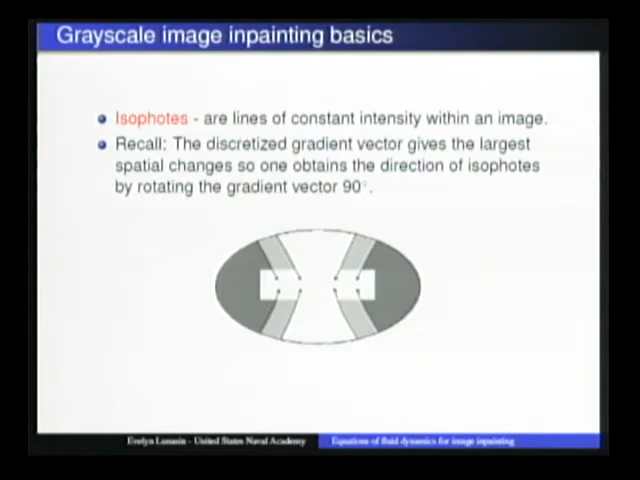 Grayscale image inpainting basics
Isophotes - are lines of constant intensity within an image.
Recall: The discretized gradient vector gives the largest
spatial changes so one obtains the direction of isophotes
by rotating the gradient vector 90°.
Evelyn Lunasin - United States Naval Academy
Equations of fluid dynamics for image inpainting